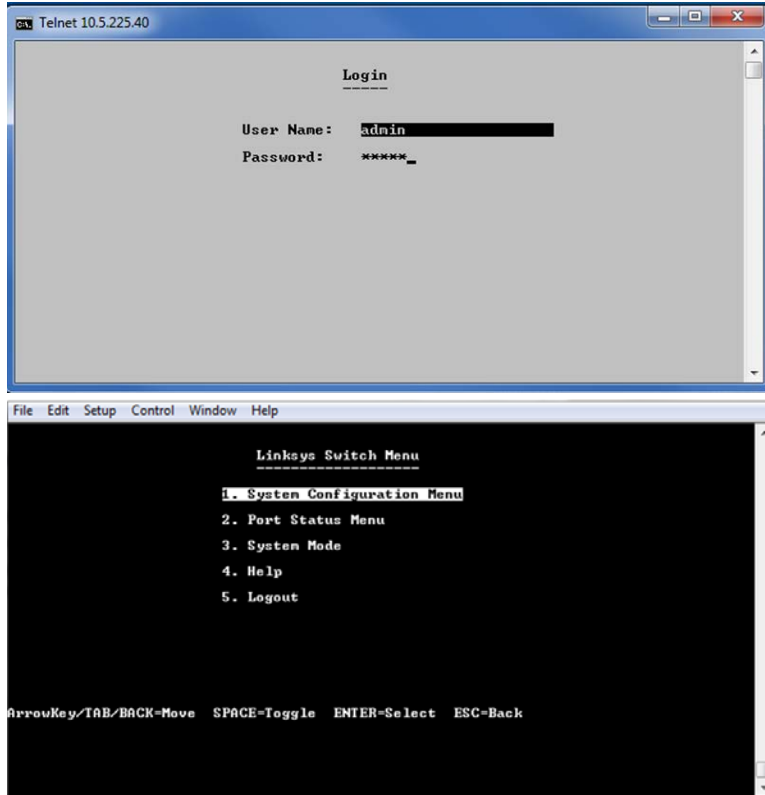 Telnet 10.5.225.40
Login
User Name: admin
Password: *****_
File Edit Setup Control Window Help
Linksys Switch Menu
1. System Configuration Menu
2. Port Status Menu
3. System Mode
4. Help
5. Logout
ArrowKey/TAB/BACK=Move SPACE=Toggle ENTER=Select ESC=Back